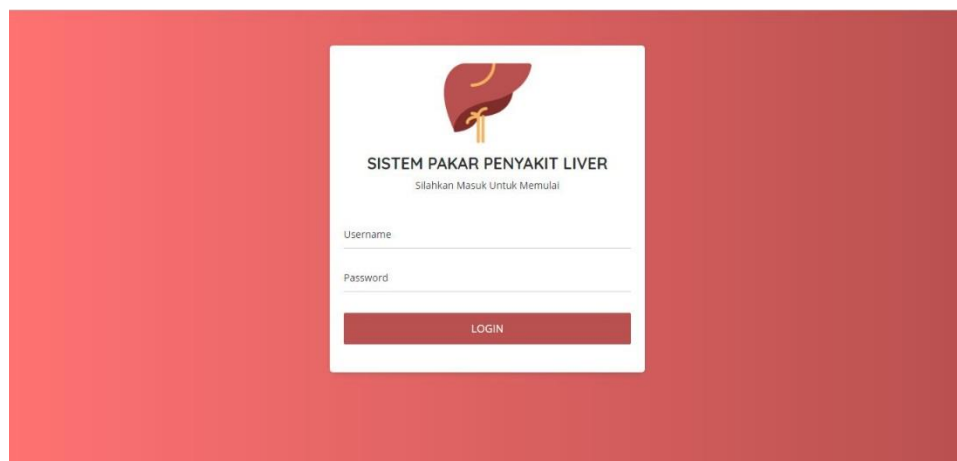 SISTEM PAKAR PENYAKIT LIVER
Silahkan Masuk Untuk Memulai
Username
Password
LOGIN